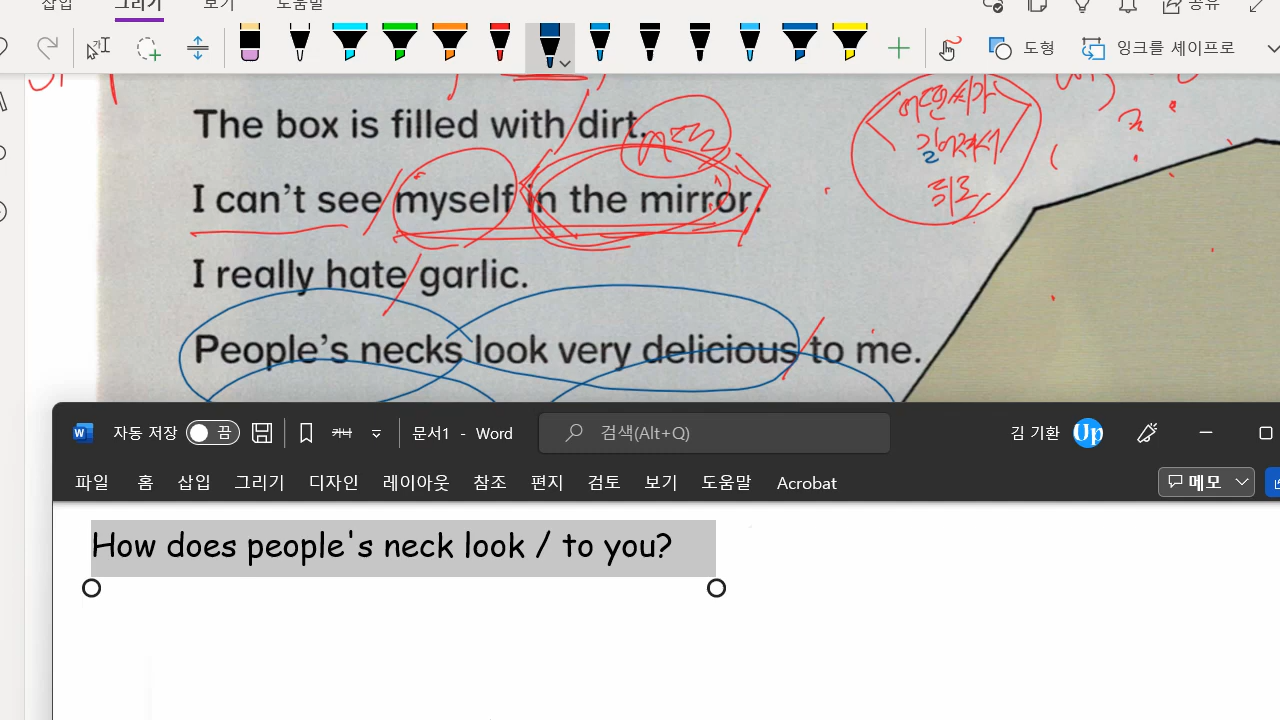 삽입 그리기 보기 도움말
공유
도형 잉크를 셰이프로
The box is filled with dirt.
어떤 씨가
길어져서
뒤로
I can't see myself in the mirror.
I really hate garlic.
People's necks look very delicious to me.
자동 저장 끔 가나 문서1 - Word 검색(Alt+Q) 김 기환 Up
파일 홈 삽입 그리기 디자인 레이아웃 참조 편지 검토 보기 도움말 Acrobat 메모
How does people's neck look / to you?